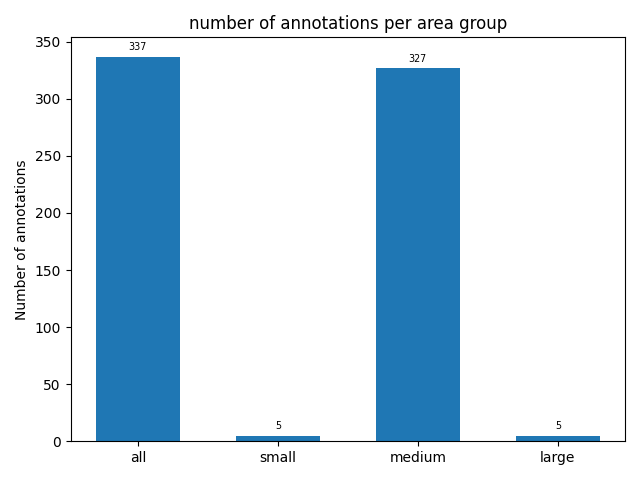 number of annotations per area group
Number of annotations
350
300
250
200
150
100
50
0
337
5
327
5
all
small
medium
large